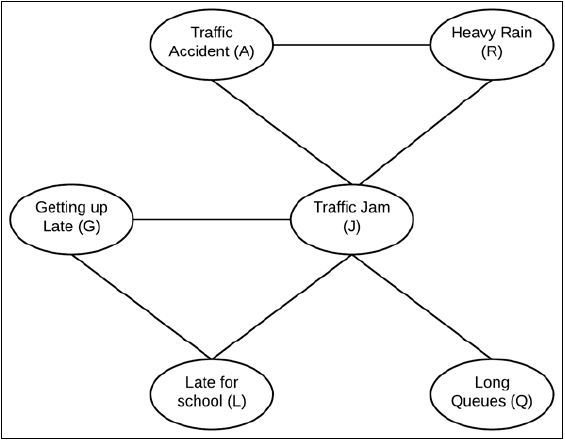 Traffic
Accident (A)
Heavy Rain
(R)
Getting up
Late (G)
Traffic Jam
(J)
Late for
school (L)
Long
Queues (Q)